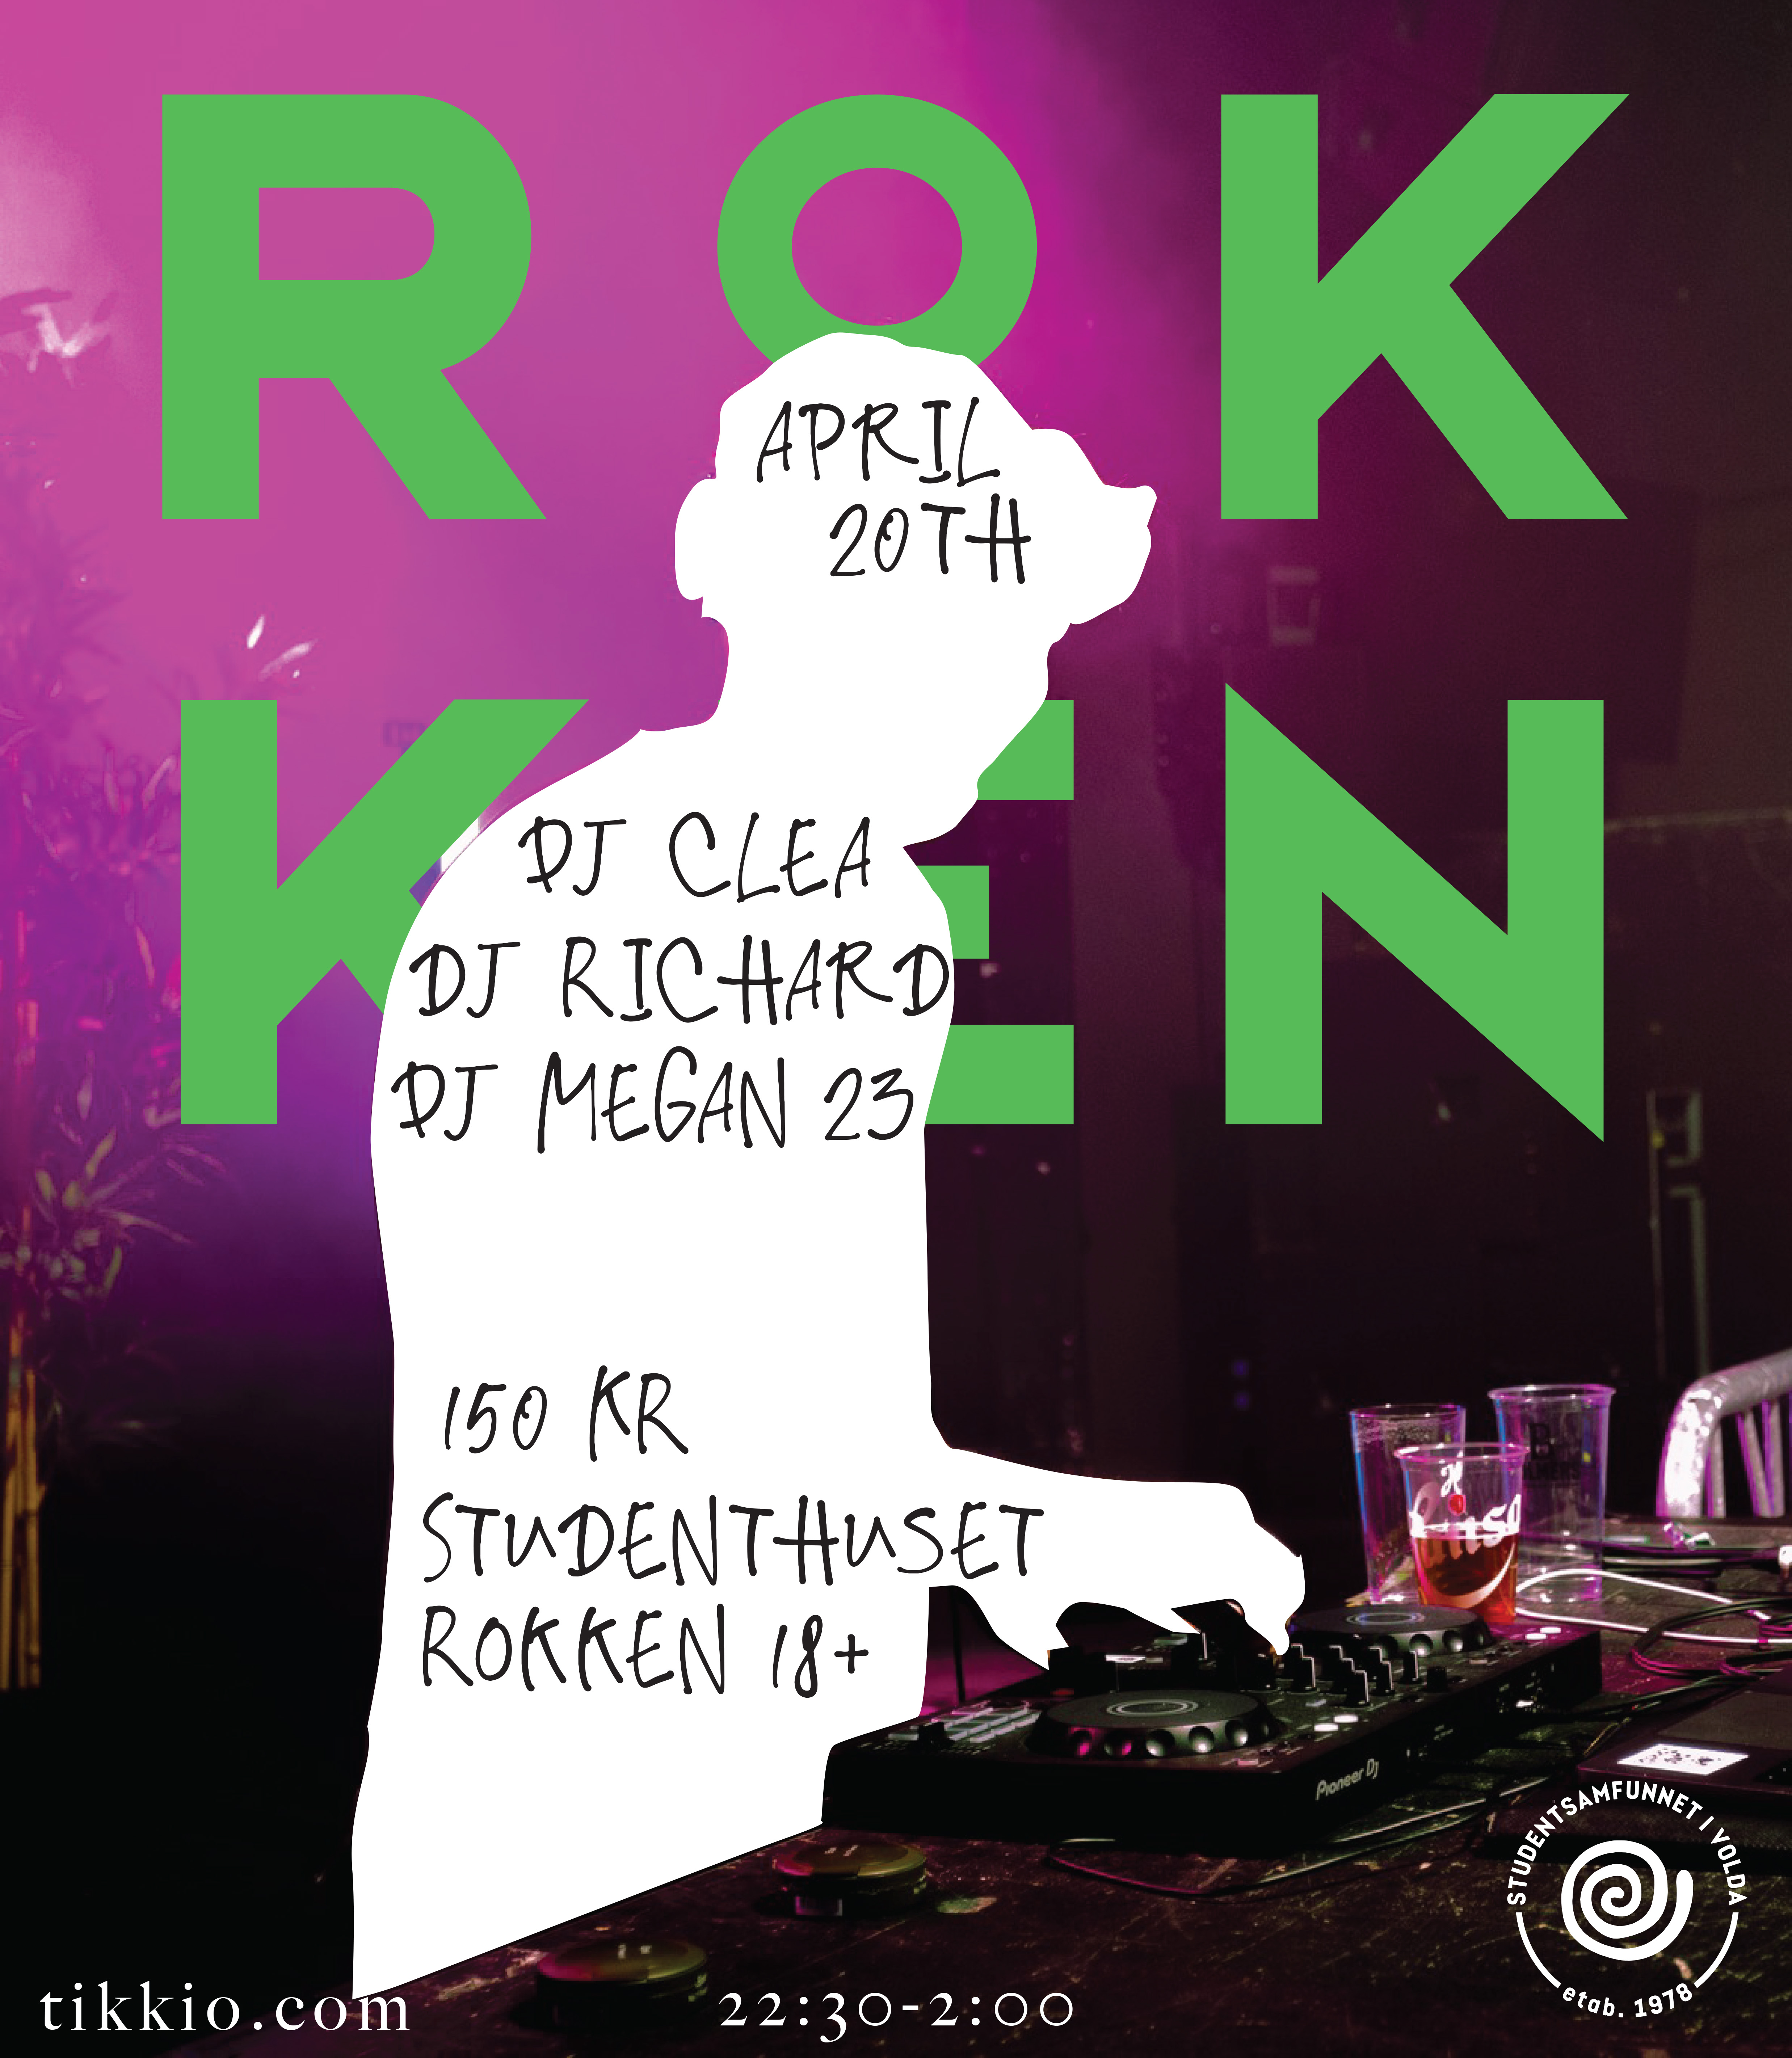 ROK
KEN
APRIL
20TH
DJ CLEA
DJ RICHARD
DJ MEGAN 23
150 KR
STUDENTHUSET
ROKKEN 18+
Pioneer DJ
STUDENTSAMFUNNET I VOLDA
etab. 1978
tikkio.com
22:30-2:00